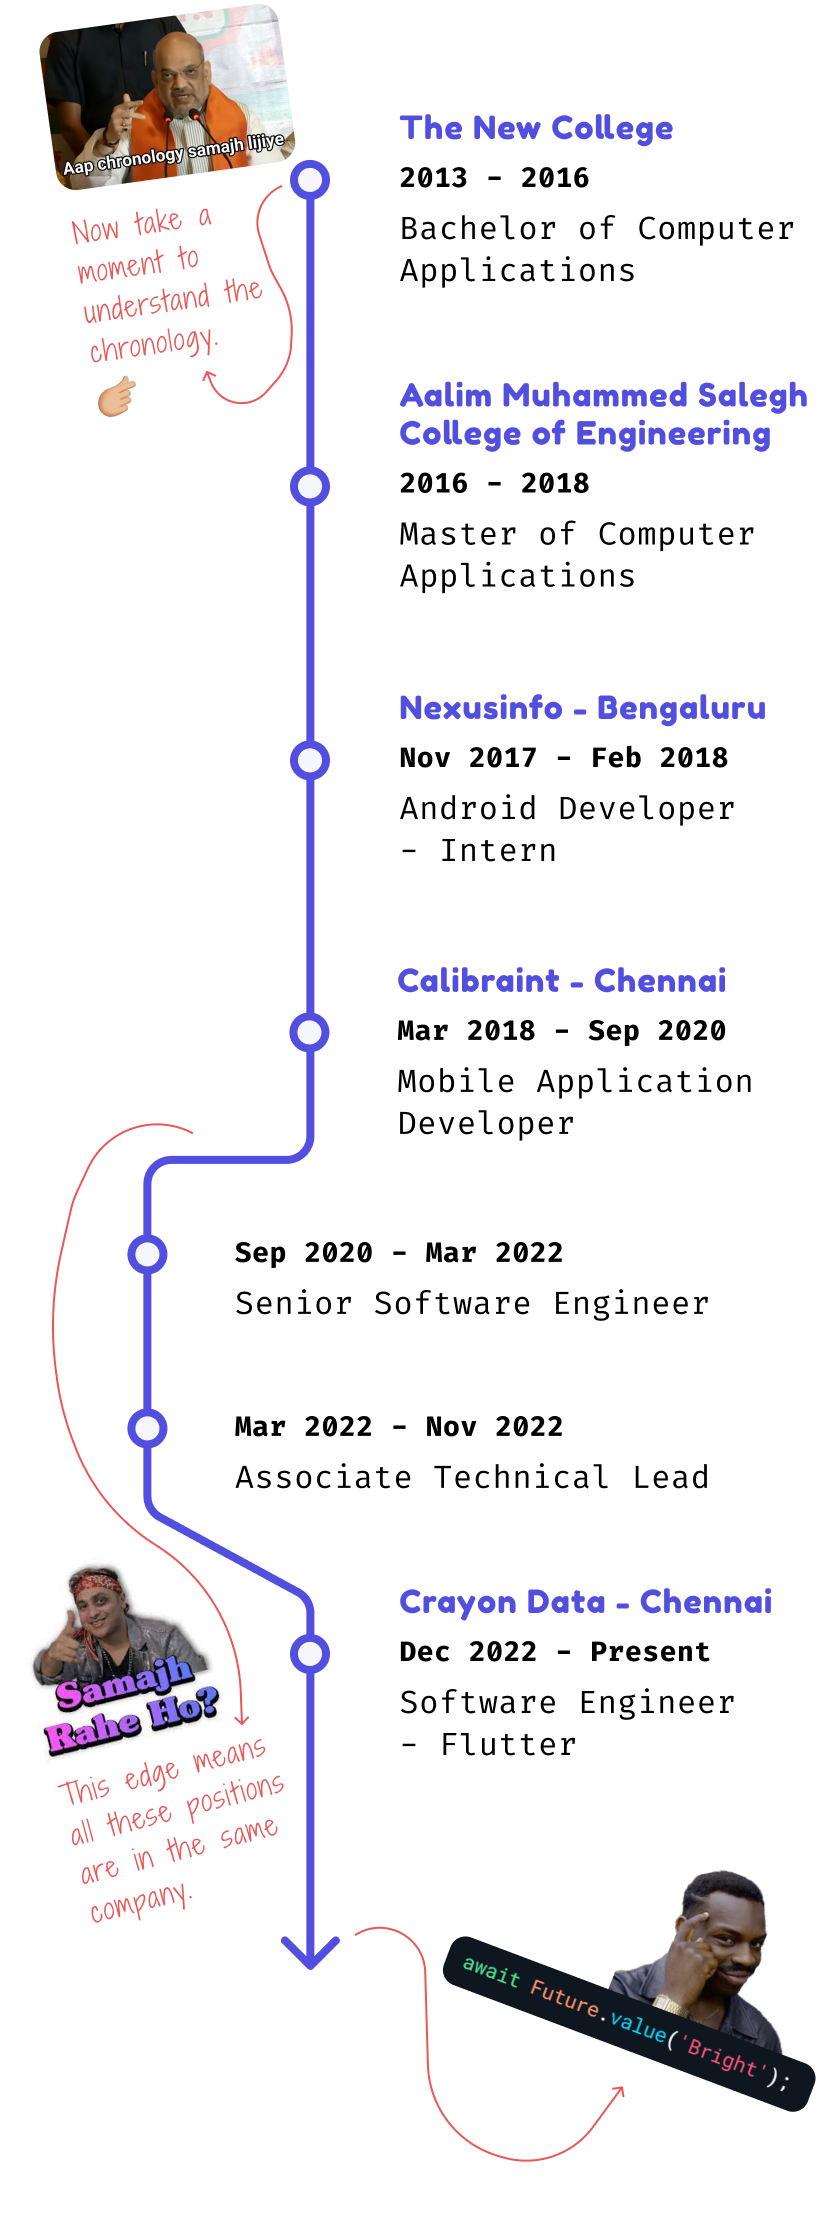 Aap chronology samajh lijiye
Now take a
moment to
understand the
chronology.
The New College
2013 - 2016
Bachelor of Computer
Applications
Aalim Muhammed Salegh
College of Engineering
2016 - 2018
Master of Computer
Applications
Nexusinfo - Bengaluru
Nov 2017 - Feb 2018
Android Developer
- Intern
Calibraint - Chennai
Mar 2018 - Sep 2020
Mobile Application
Developer
Sep 2020 - Mar 2022
Senior Software Engineer
Mar 2022 - Nov 2022
Associate Technical Lead
Samajh
Rahe Ho?
This edge means
all these positions
are in the same
company.
Crayon Data - Chennai
Dec 2022 - Present
Software Engineer
- Flutter
await Future.value('Bright');